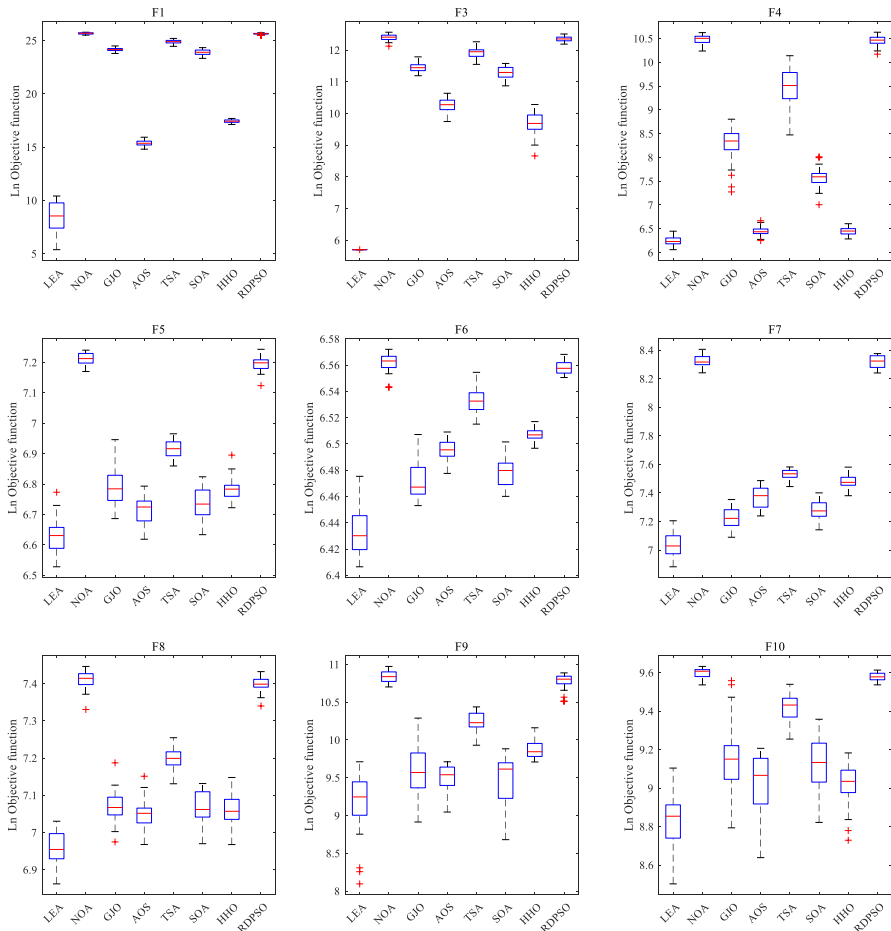 F1
Ln Objective function
25
20
15
10
5
LEA NOA GJO AOS TSA SOA HHO RDPSO
F3
Ln Objective function
12
11
10
9
8
7
6
LEA NOA GJO AOS TSA SOA HHO RDPSO
F4
Ln Objective function
10.5
10
9.5
9
8.5
8
7.5
7
6.5
6
LEA NOA GJO AOS TSA SOA HHO RDPSO
F5
Ln Objective function
7.2
7.1
7
6.9
6.8
6.7
6.6
6.5
LEA NOA GJO AOS TSA SOA HHO RDPSO
F6
Ln Objective function
6.58
6.56
6.54
6.52
6.5
6.48
6.46
6.44
6.42
6.4
LEA NOA GJO AOS TSA SOA HHO RDPSO
F7
Ln Objective function
8.4
8.2
8
7.8
7.6
7.4
7.2
7
LEA NOA GJO AOS TSA SOA HHO RDPSO
F8
Ln Objective function
7.4
7.3
7.2
7.1
7
6.9
LEA NOA GJO AOS TSA SOA HHO RDPSO
F9
Ln Objective function
11
10.5
10
9.5
9
8.5
8
LEA NOA GJO AOS TSA SOA HHO RDPSO
F10
Ln Objective function
9.6
9.4
9.2
9
8.8
8.6
LEA NOA GJO AOS TSA SOA HHO RDPSO